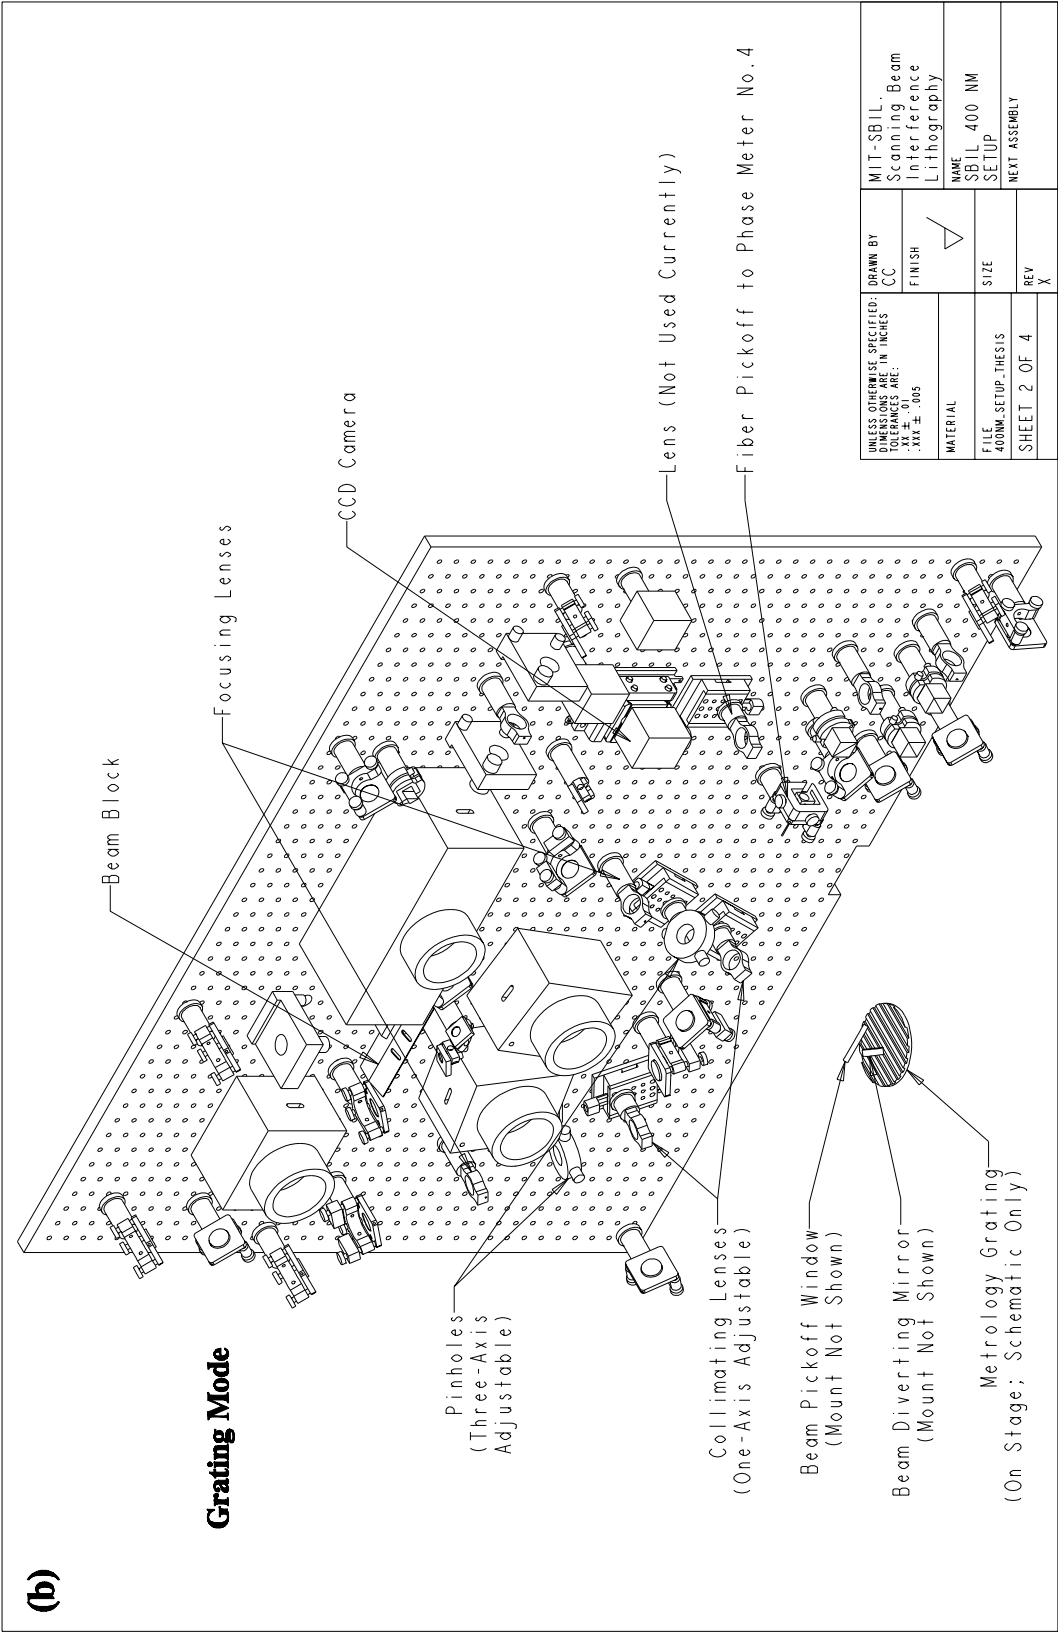 (b)
Grating Mode
Beam Block
Focusing Lenses
CCD Camera
Lens (Not Used Currently)
Fiber Pickoff to Phase Meter No. 4
Pinholes
(Three-Axis
Adjustable)
Collimating Lenses
(One-Axis Adjustable)
Beam Pickoff Window
(Mount Not Shown)
Beam Diverting Mirror
(Mount Not Shown)
Metrology Grating
(On Stage; Schematic Only)
UNLESS OTHERWISE SPECIFIED:
DIMENSIONS ARE IN INCHES
TOLERANCES ARE:
.XX ± .01
.XXX ± .005
MATERIAL
FILE
400NM_SETUP_THESIS
SHEET 2 OF 4
DRAWN BY
CC
FINISH
SIZE
REV
X
MIT-SBIL.
Scanning Beam
Interference
Lithography
NAME
SBIL 400 NM
SETUP
NEXT ASSEMBLY